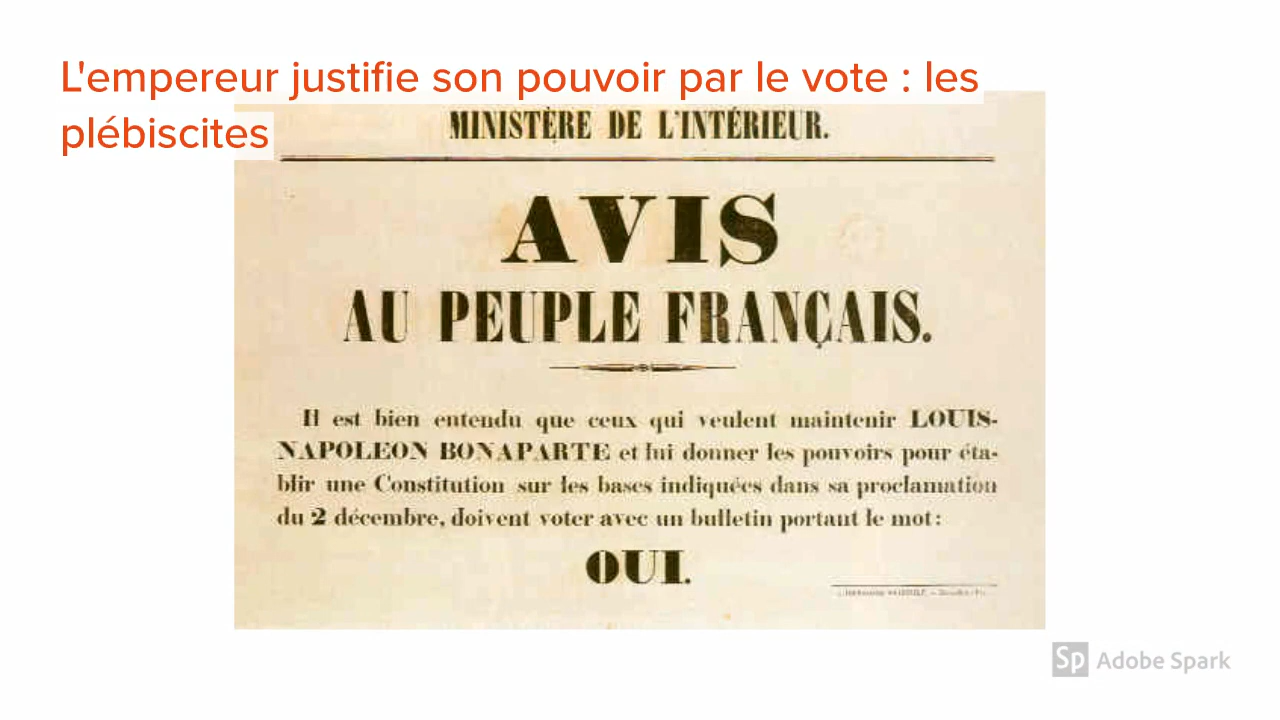 L'empereur justifie son pouvoir par le vote : les
plébiscites
MINISTÈRE DE L'INTÉRIEUR.
AVIS
AU PEUPLE FRANÇAIS.
Il est bien entendu que ceux qui veulent maintenir LOUIS-
NAPOLEON BONAPARTE et lui donner les pouvoirs pour éta-
blir une Constitution sur les bases indiquées dans sa proclamation
du 2 décembre, doivent voter avec un bulletin portant le mot :
OUI.
Sp Adobe Spark